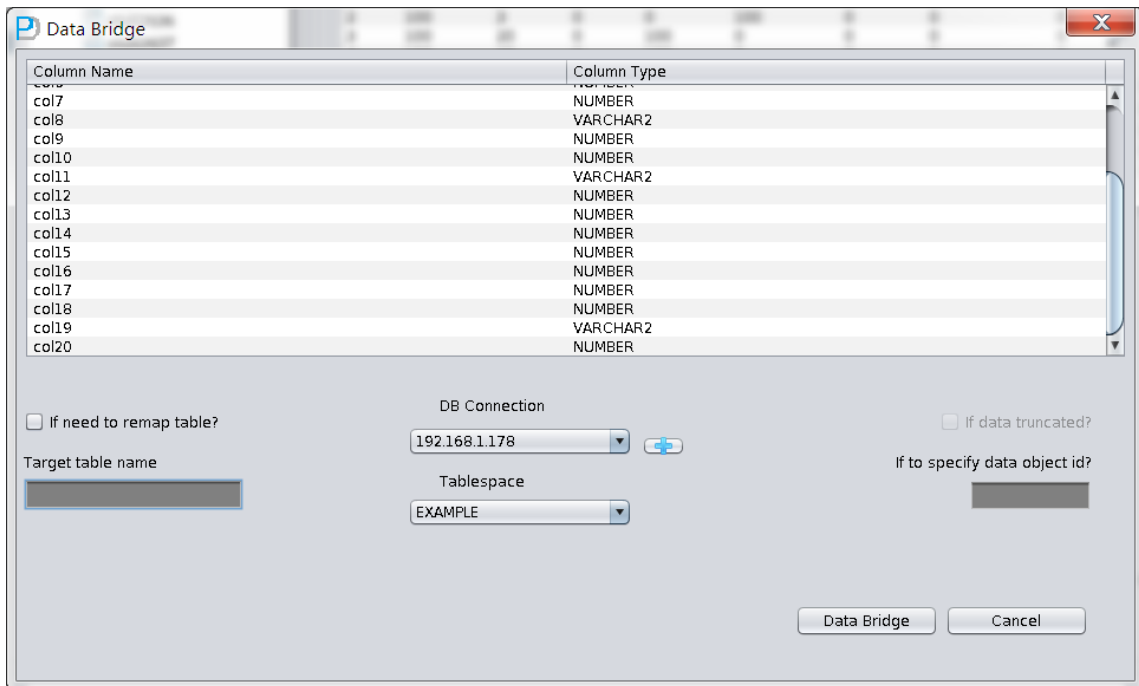 Data Bridge
Column Name Column Type
col7 NUMBER
col8 VARCHAR2
col9 NUMBER
col10 NUMBER
col11 VARCHAR2
col12 NUMBER
col13 NUMBER
col14 NUMBER
col15 NUMBER
col16 NUMBER
col17 NUMBER
col18 NUMBER
col19 VARCHAR2
col20 NUMBER
DB Connection
If need to remap table? If data truncated?
192.168.1.178
Target table name If to specify data object id?
Tablespace
EXAMPLE
Data Bridge Cancel